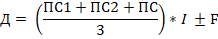 Д = (ПС1 + ПС2 + ПС / 3) * I ± F